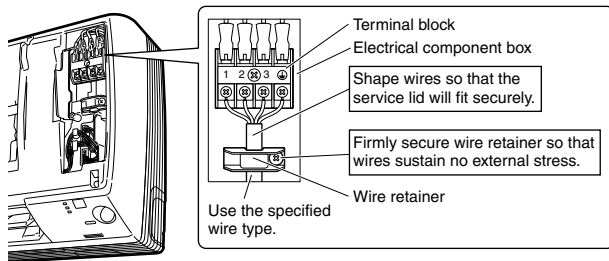 Terminal block
Electrical component box
1 2 3
Shape wires so that the
service lid will fit securely.
Firmly secure wire retainer so that
wires sustain no external stress.
Wire retainer
Use the specified
wire type.